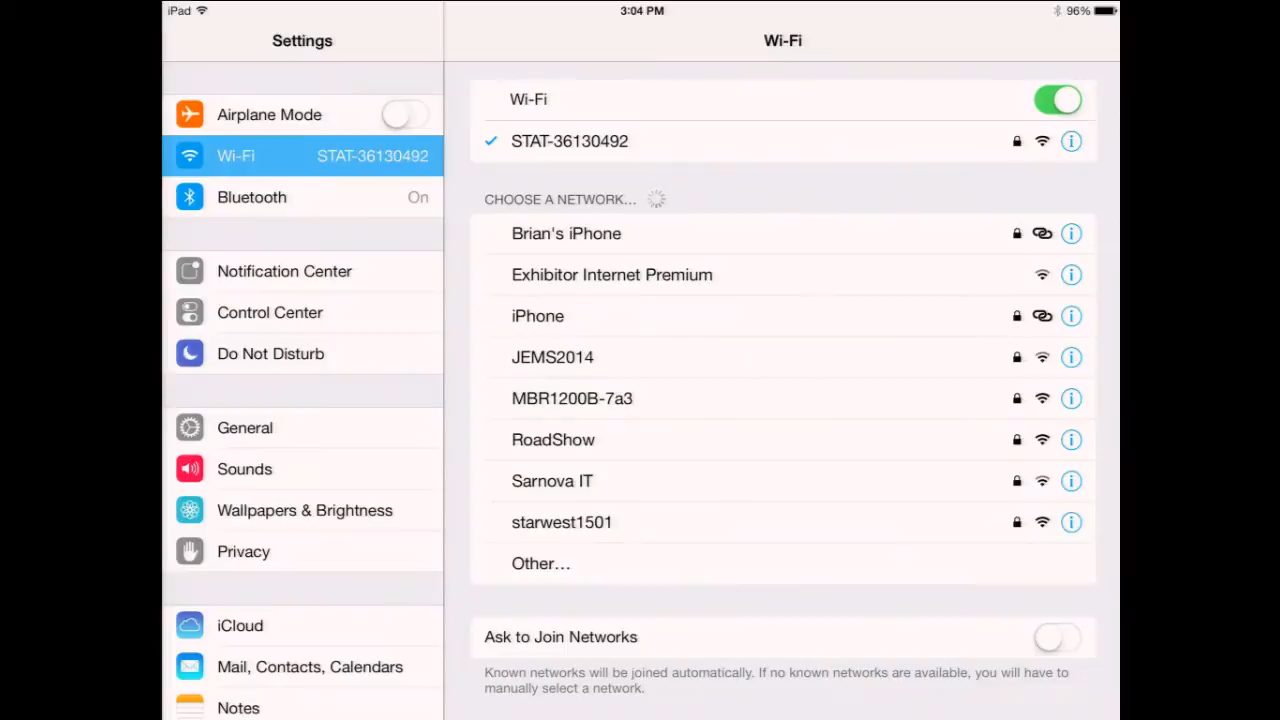 iPad 3:04 PM 96%
Settings
Wi-Fi
Airplane Mode
Wi-Fi STAT-36130492
Bluetooth On
Notification Center
Control Center
Do Not Disturb
General
Sounds
Wallpapers & Brightness
Privacy
iCloud
Mail, Contacts, Calendars
Notes
Wi-Fi
STAT-36130492
CHOOSE A NETWORK...
Brian's iPhone
Exhibitor Internet Premium
iPhone
JEMS2014
MBR1200B-7a3
RoadShow
Sarnova IT
starwest1501
Other...
Ask to Join Networks
Known networks will be joined automatically. If no known networks are available, you will have to
manually select a network.